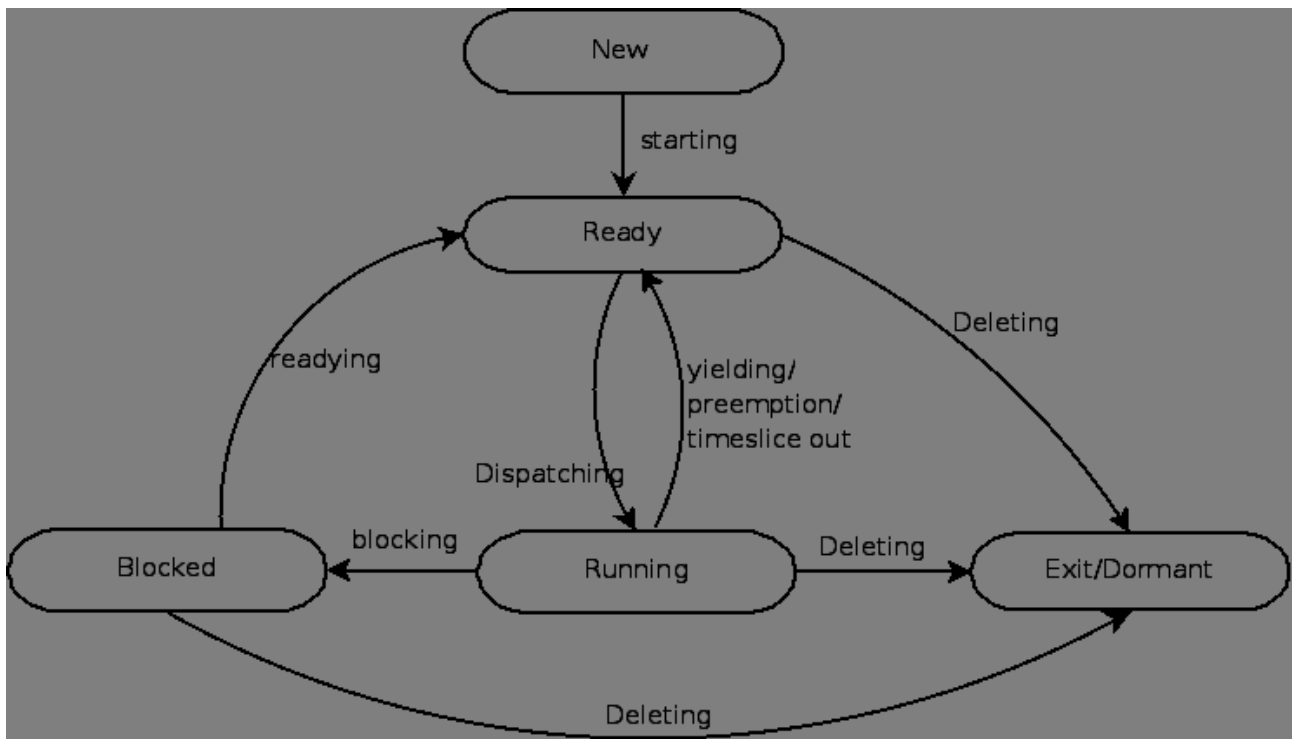 New
starting
Ready
Deleting
readying
yielding/
preemption/
timeslice out
Dispatching
blocking
Deleting
Blocked
Running
Exit/Dormant
Deleting